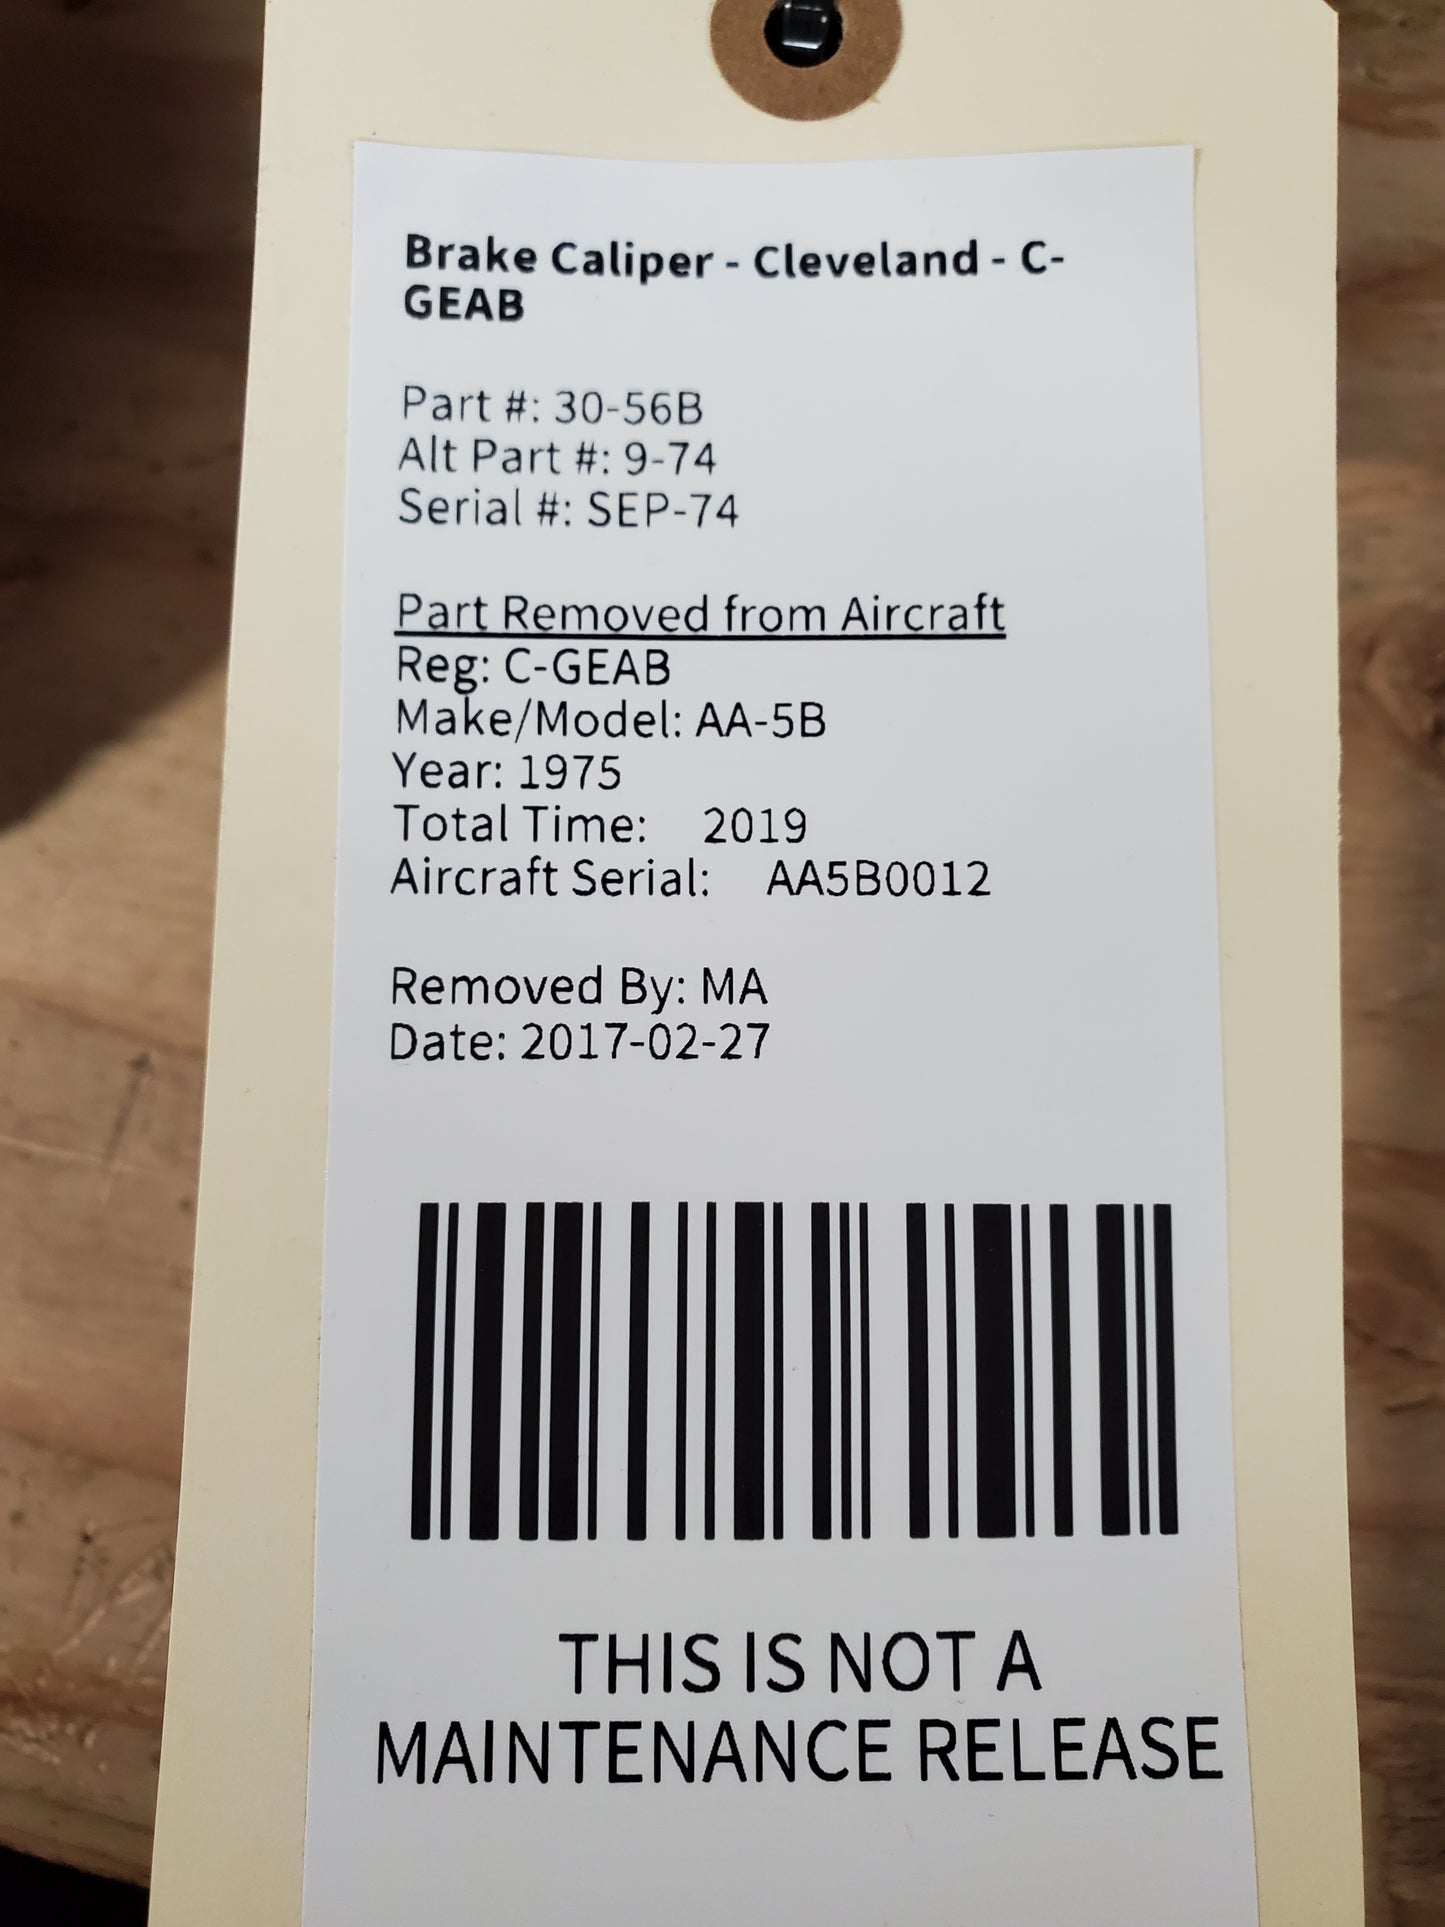 Brake Caliper - Cleveland - C-
GEAB
Part #: 30-56B
Alt Part #: 9-74
Serial #: SEP-74
Part Removed from Aircraft
Reg: C-GEAB
Make/Model: AA-5B
Year: 1975
Total Time: 2019
Aircraft Serial: AA5B0012
Removed By: MA
Date: 2017-02-27
THIS IS NOT A
MAINTENANCE RELEASE